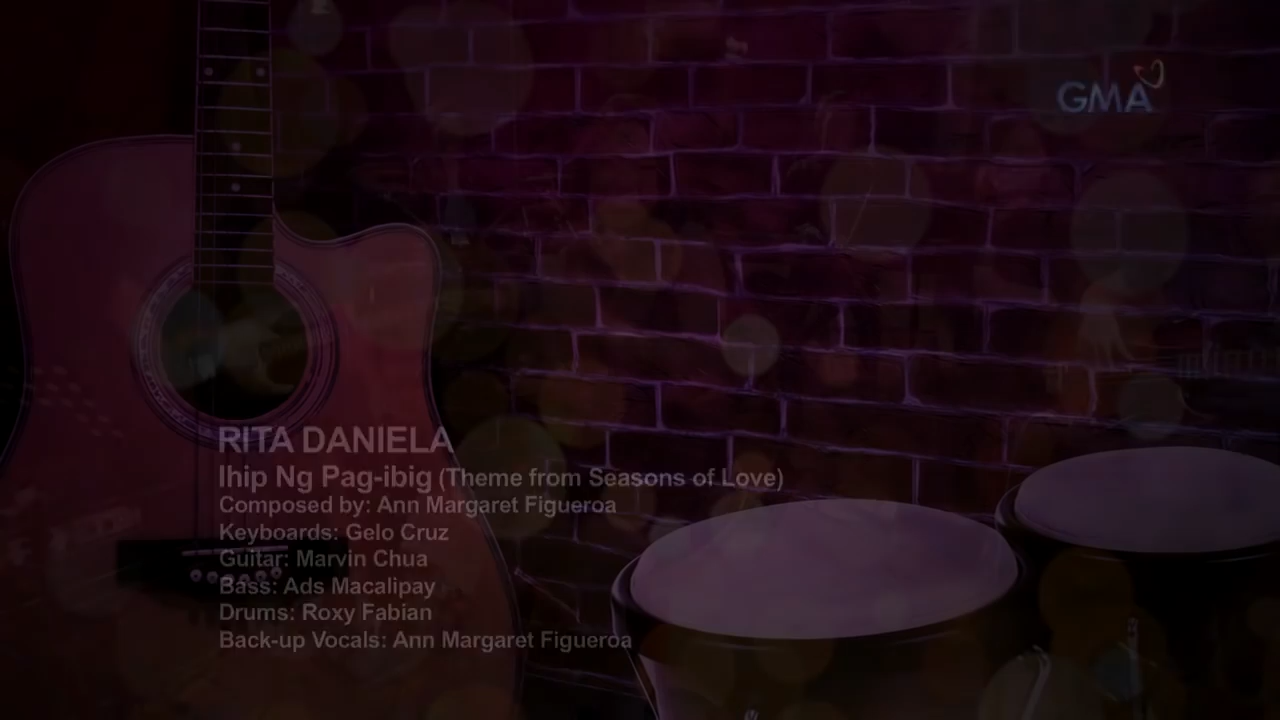 GMA
RITA DANIELA
Ihip Ng Pag-ibig (Theme from Seasons of Love)
Composed by: Ann Margaret Figueroa
Keyboards: Gelo Cruz
Guitar: Marvin Chua
Bass: Ads Macalipay
Drums: Roxy Fabian
Back-up Vocals: Ann Margaret Figueroa